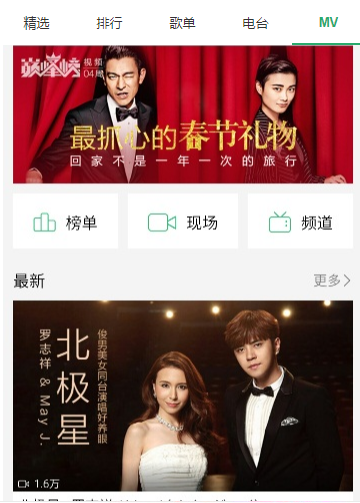 精选 排行 歌单 电台 MV
巅峰榜 视频
04周
最抓心的春节礼物
回家不是一年一次的旅行
榜单 现场 频道
最新 更多
北极星
罗志祥 & May J.
俊男美女同台演唱好养眼
1.6万